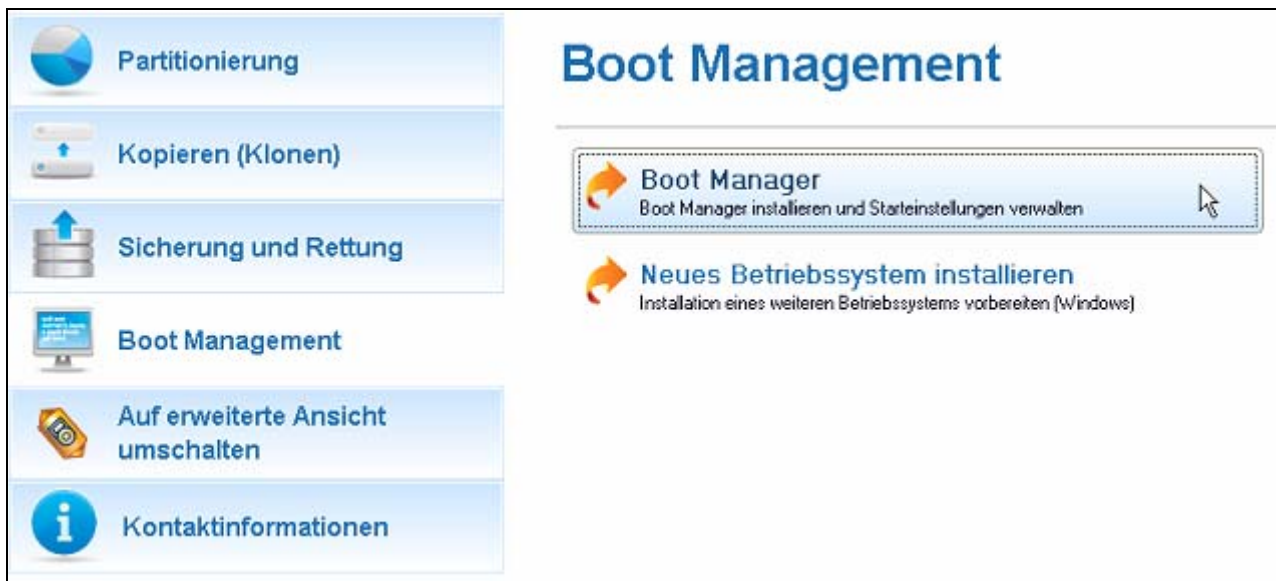 Partitionierung
Kopieren (Klonen)
Sicherung und Rettung
Boot Management
Auf erweiterte Ansicht
umschalten
Kontaktinformationen
Boot Management
Boot Manager
Boot Manager installieren und Starteinstellungen verwalten
Neues Betriebssystem installieren
Installation eines weiteren Betriebssystems vorbereiten (Windows)